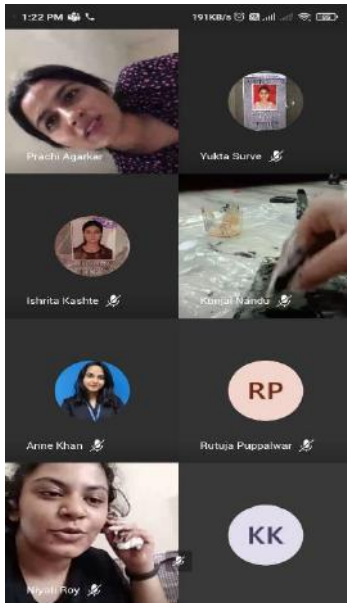 1:22 PM
191KB/s
Prachi Agarkar
Yukta Surve
Ishrita Kashte
Kunjal Nandu
Anne Khan
RP
Rutuja Puppalwar
Niyati Roy
KK